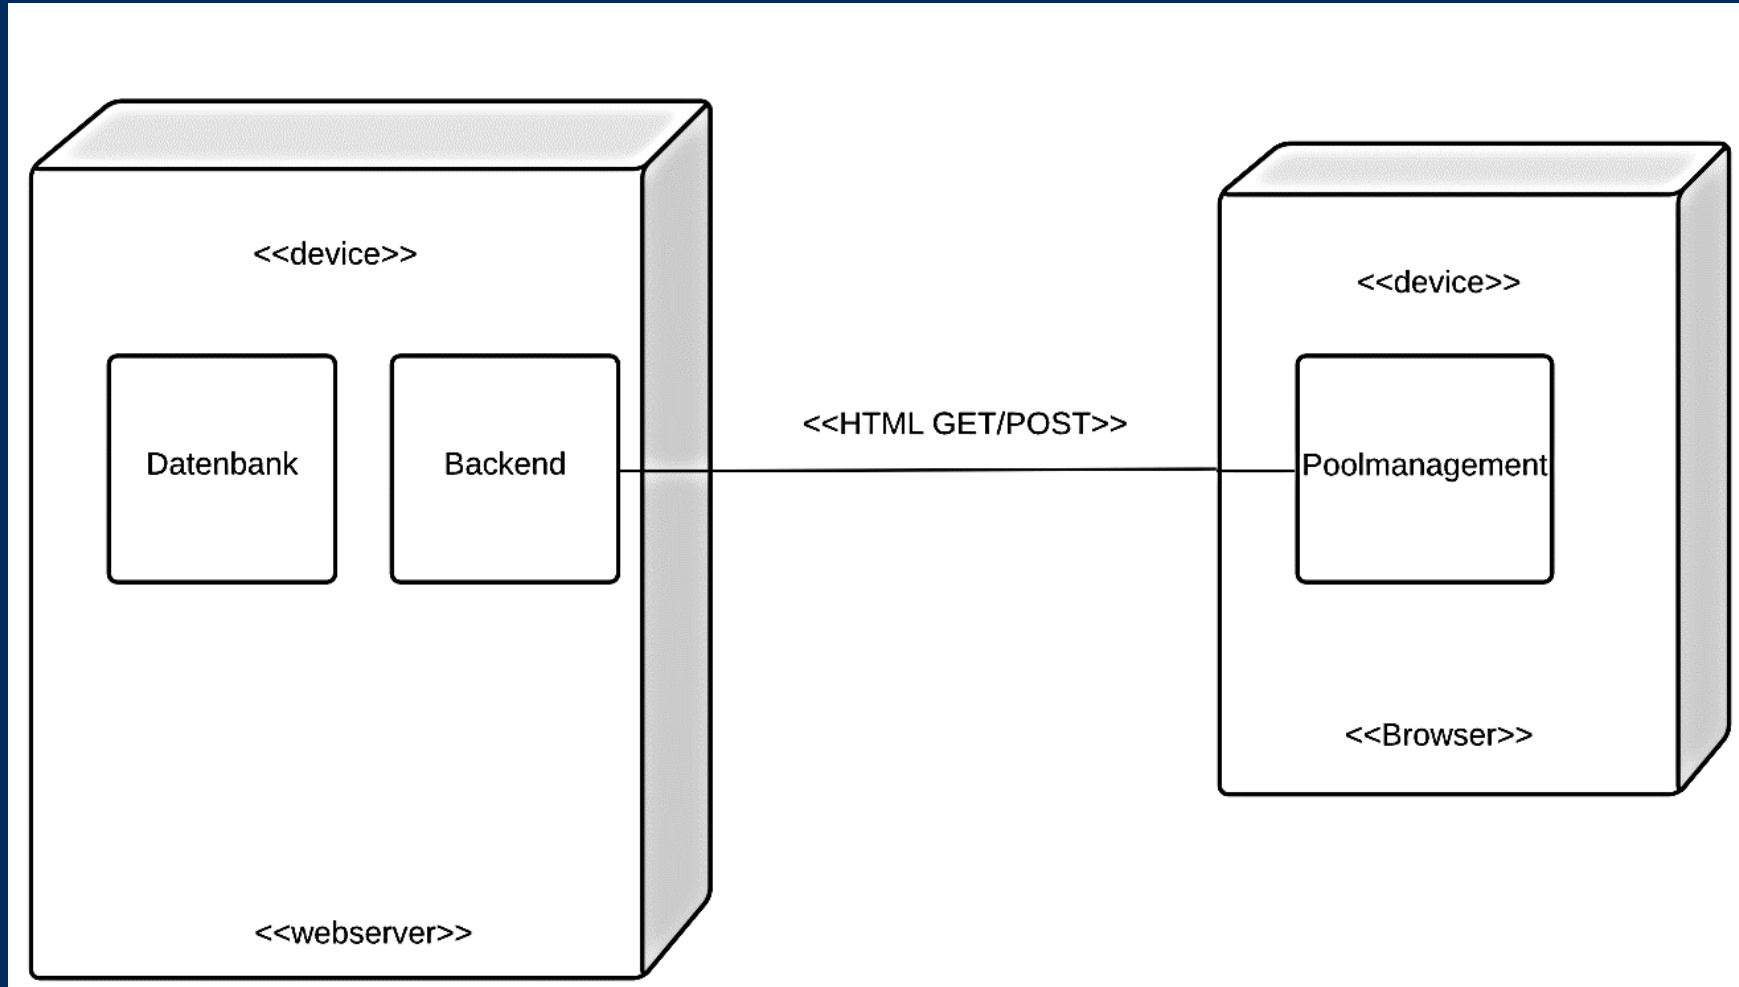 <<device>>
Datenbank
Backend
<<webserver>>
<<HTML GET/POST>>
<<device>>
Poolmanagement
<<Browser>>